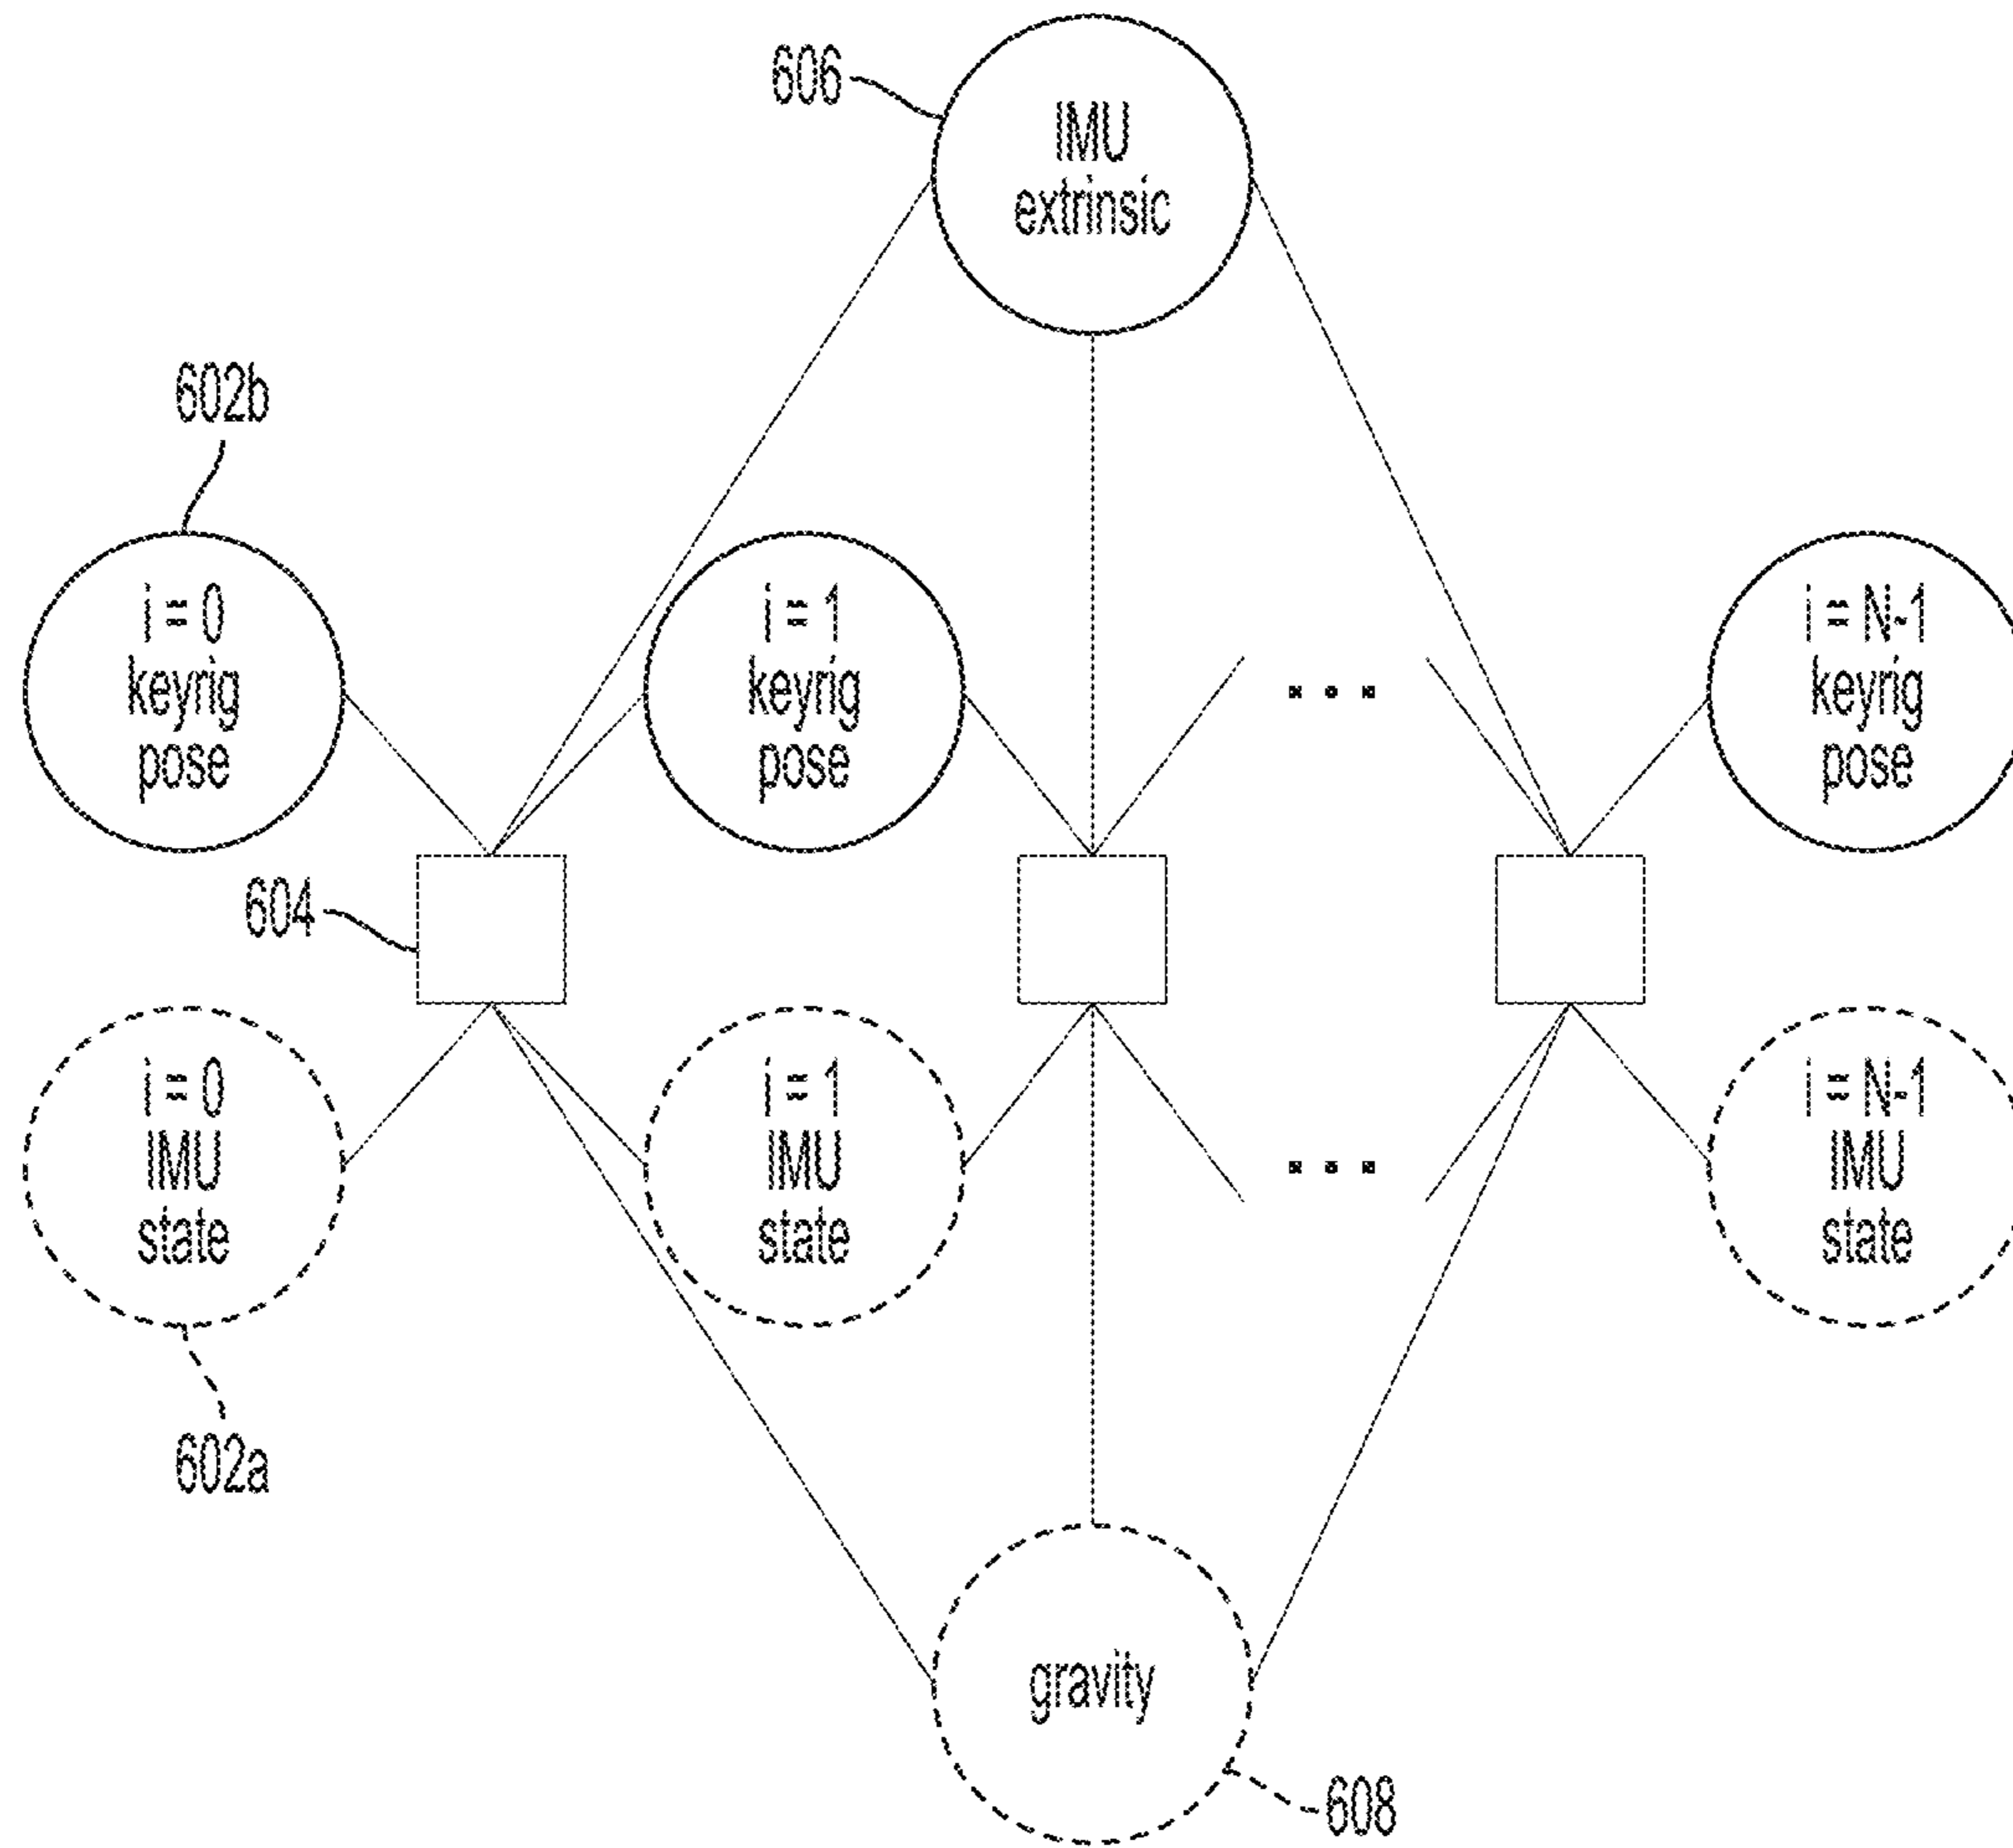 606
IMU
extrinsic
602b
i = 0
keyrig
pose
i = 1
keyrig
pose
. . .
i = N-1
keyrig
pose
604
i = 0
IMU
state
i = 1
IMU
state
. . .
i = N-1
IMU
state
602a
gravity
608